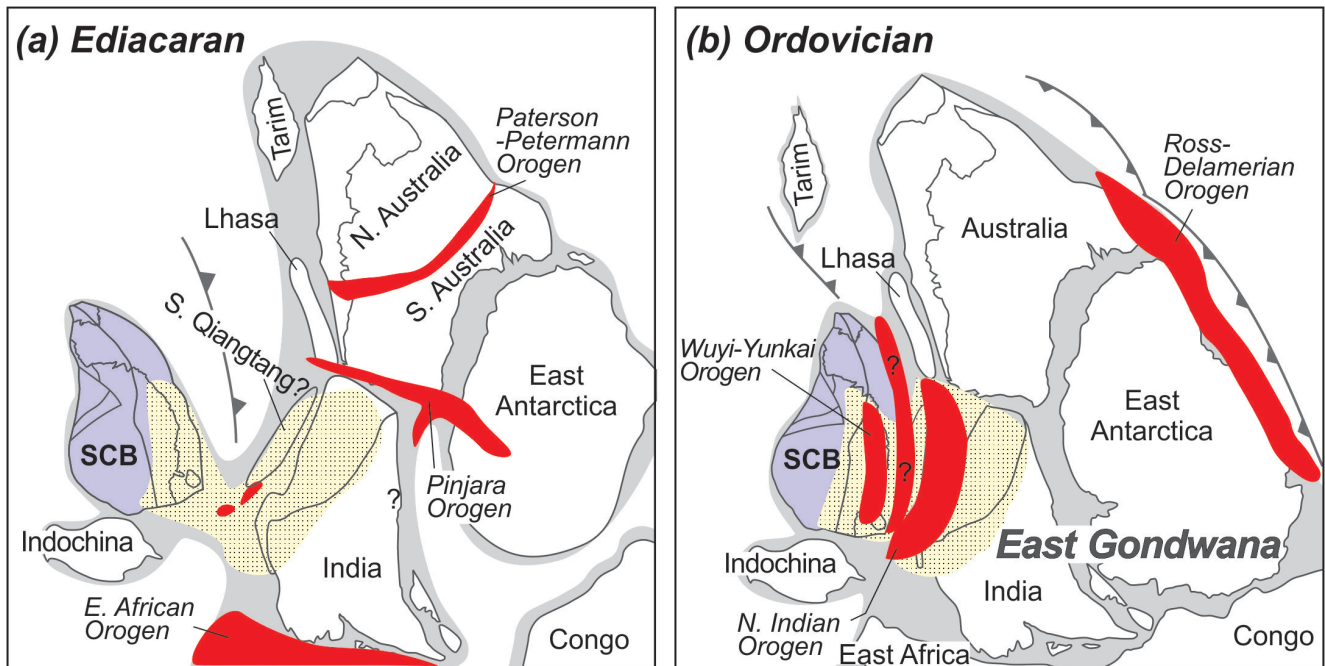 (a) Ediacaran
Tarim
Paterson
-Petermann
Orogen
N. Australia
Lhasa
S. Australia
S. Qiangtang?
East
Antarctica
SCB
Pinjara
Orogen
?
Indochina
India
E. African
Orogen
Congo
(b) Ordovician
Ross-
Delamerian
Orogen
Tarim
Australia
Lhasa
Wuyi-Yunkai
Orogen
?
East
Antarctica
SCB
?
East Gondwana
Indochina
India
N. Indian
Orogen
East Africa
Congo